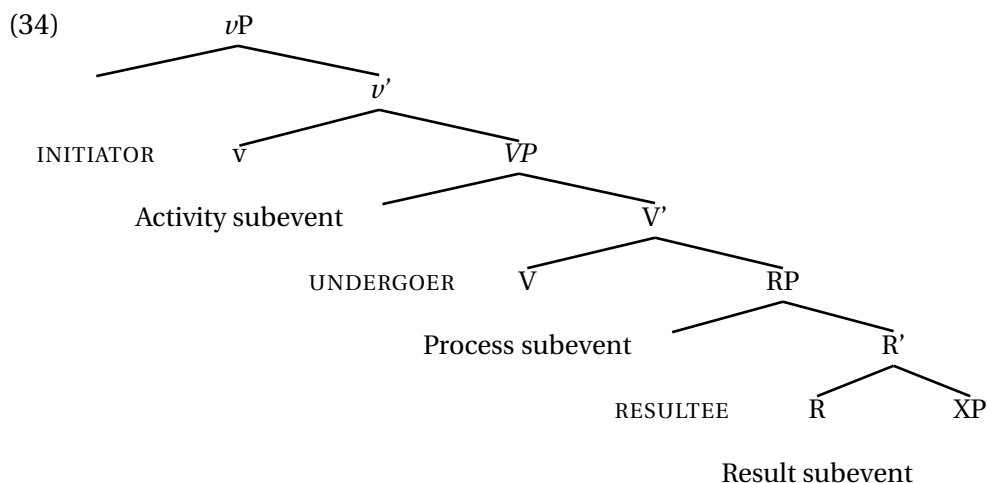 (34) vP
v’
INITIATOR v VP
Activity subevent
V’
UNDERGOER V RP
Process subevent
R’
RESULTEE R XP
Result subevent